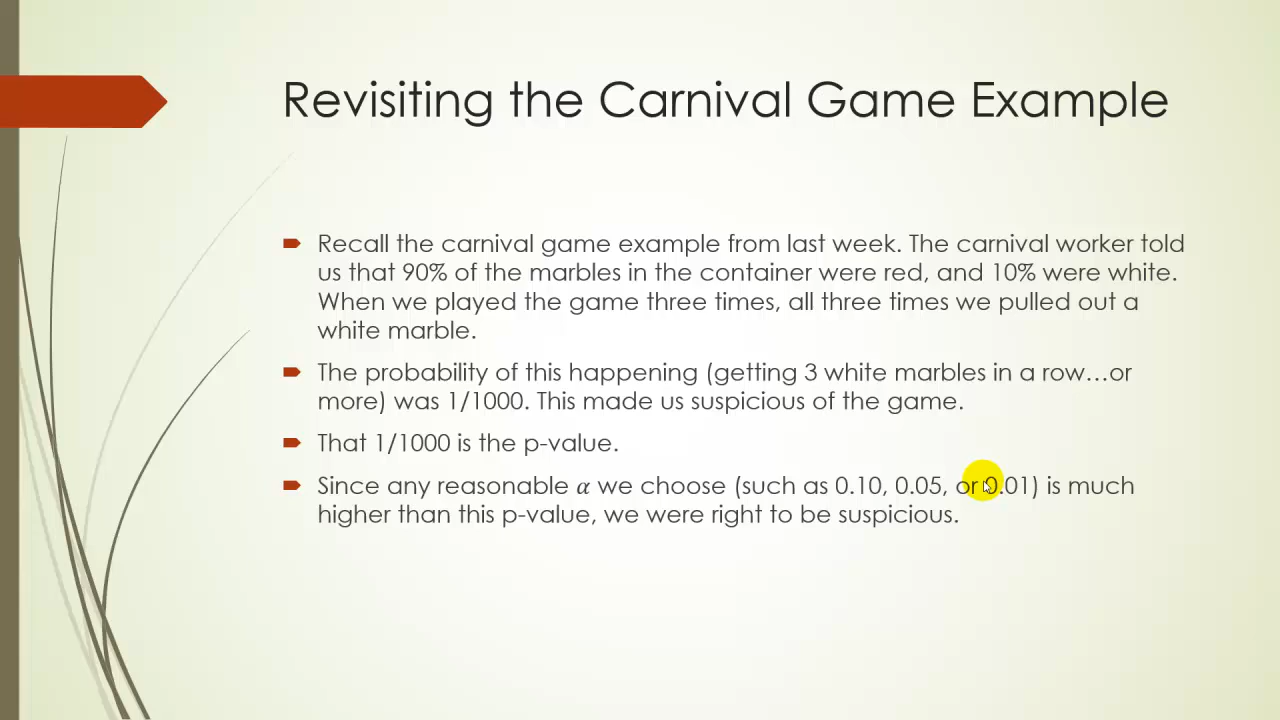 Revisiting the Carnival Game Example
Recall the carnival game example from last week. The carnival worker told
us that 90% of the marbles in the container were red, and 10% were white.
When we played the game three times, all three times we pulled out a
white marble.
The probability of this happening (getting 3 white marbles in a row…or
more) was 1/1000. This made us suspicious of the game.
That 1/1000 is the p-value.
Since any reasonable 𝛼 we choose (such as 0.10, 0.05, or 0.01) is much
higher than this p-value, we were right to be suspicious.